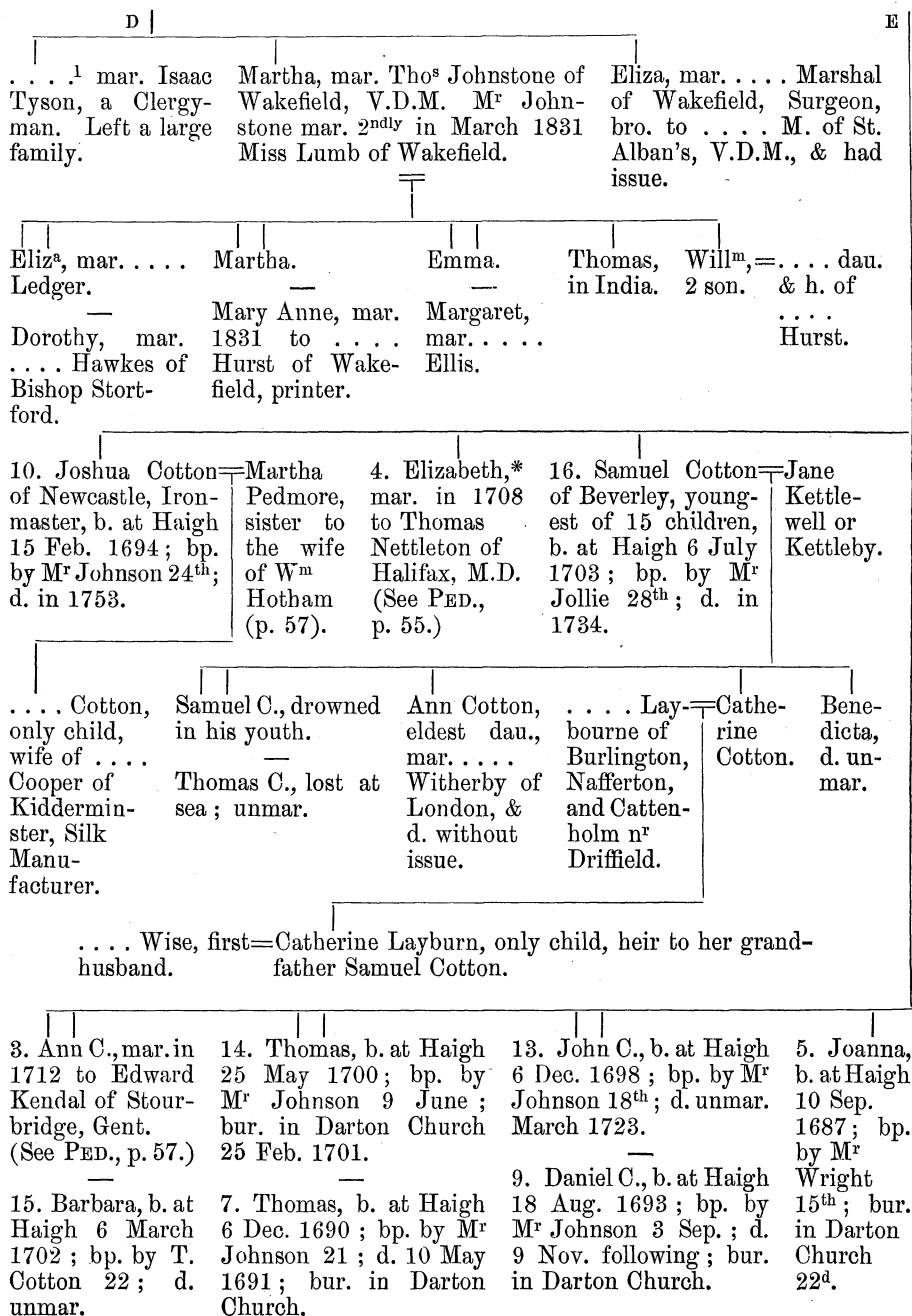 D E
. . . .¹ mar. Isaac
Tyson, a Clergy-
man. Left a large
family.
Martha, mar. Thoˢ Johnstone of
Wakefield, V.D.M. Mʳ John-
stone mar. 2ⁿᵈˡʸ in March 1831
Miss Lumb of Wakefield.
Eliza, mar. . . . . Marshal
of Wakefield, Surgeon,
bro. to . . . . M. of St.
Alban's, V.D.M., & had
issue.
Elizᵃ, mar. . . . .
Ledger.
—
Dorothy, mar.
. . . . Hawkes of
Bishop Stort-
ford.
Martha.
—
Mary Anne, mar.
1831 to . . . .
Hurst of Wake-
field, printer.
Emma.
—
Margaret,
mar. . . . .
Ellis.
Thomas,
in India.
Willᵐ,=. . . . dau.
2 son. & h. of
. . . .
Hurst.
10. Joshua Cotton=
of Newcastle, Iron-
master, b. at Haigh
15 Feb. 1694 ; bp.
by Mʳ Johnson 24ᵗʰ;
d. in 1753.
Martha
Pedmore,
sister to
the wife
of Wᵐ
Hotham
(p. 57).
4. Elizabeth,*
mar. in 1708
to Thomas
Nettleton of
Halifax, M.D.
(See PED.,
p. 55.)
16. Samuel Cotton=
of Beverley, young-
est of 15 children,
b. at Haigh 6 July
1703 ; bp. by Mʳ
Jollie 28ᵗʰ ; d. in
1734.
Jane
Kettle-
well or
Kettleby.
. . . . Cotton,
only child,
wife of . . . .
Cooper of
Kiddermin-
ster, Silk
Manu-
facturer.
Samuel C., drowned
in his youth.
—
Thomas C., lost at
sea ; unmar.
Ann Cotton,
eldest dau.,
mar. . . . .
Witherby of
London, &
d. without
issue.
. . . . Lay-=
bourne of
Burlington,
Nafferton,
and Catten-
holm nʳ
Driffield.
Cathe-
rine
Cotton.
Bene-
dicta,
d. un-
mar.
. . . . Wise, first=Catherine Layburn, only child, heir to her grand-
husband. father Samuel Cotton.
3. Ann C., mar. in
1712 to Edward
Kendal of Stour-
bridge, Gent.
(See PED., p. 57.)
—
15. Barbara, b. at
Haigh 6 March
1702 ; bp. by T.
Cotton 22 ; d.
unmar.
14. Thomas, b. at Haigh
25 May 1700 ; bp. by
Mʳ Johnson 9 June ;
bur. in Darton Church
25 Feb. 1701.
—
7. Thomas, b. at Haigh
6 Dec. 1690 ; bp. by Mʳ
Johnson 21 ; d. 10 May
1691 ; bur. in Darton
Church.
13. John C., b. at Haigh
6 Dec. 1698 ; bp. by Mʳ
Johnson 18ᵗʰ ; d. unmar.
March 1723.
—
9. Daniel C., b. at Haigh
18 Aug. 1693 ; bp. by
Mʳ Johnson 3 Sep. ; d.
9 Nov. following ; bur.
in Darton Church.
5. Joanna,
b. at Haigh
10 Sep.
1687 ; bp.
by Mʳ
Wright
15ᵗʰ ; bur.
in Darton
Church
22ᵈ.